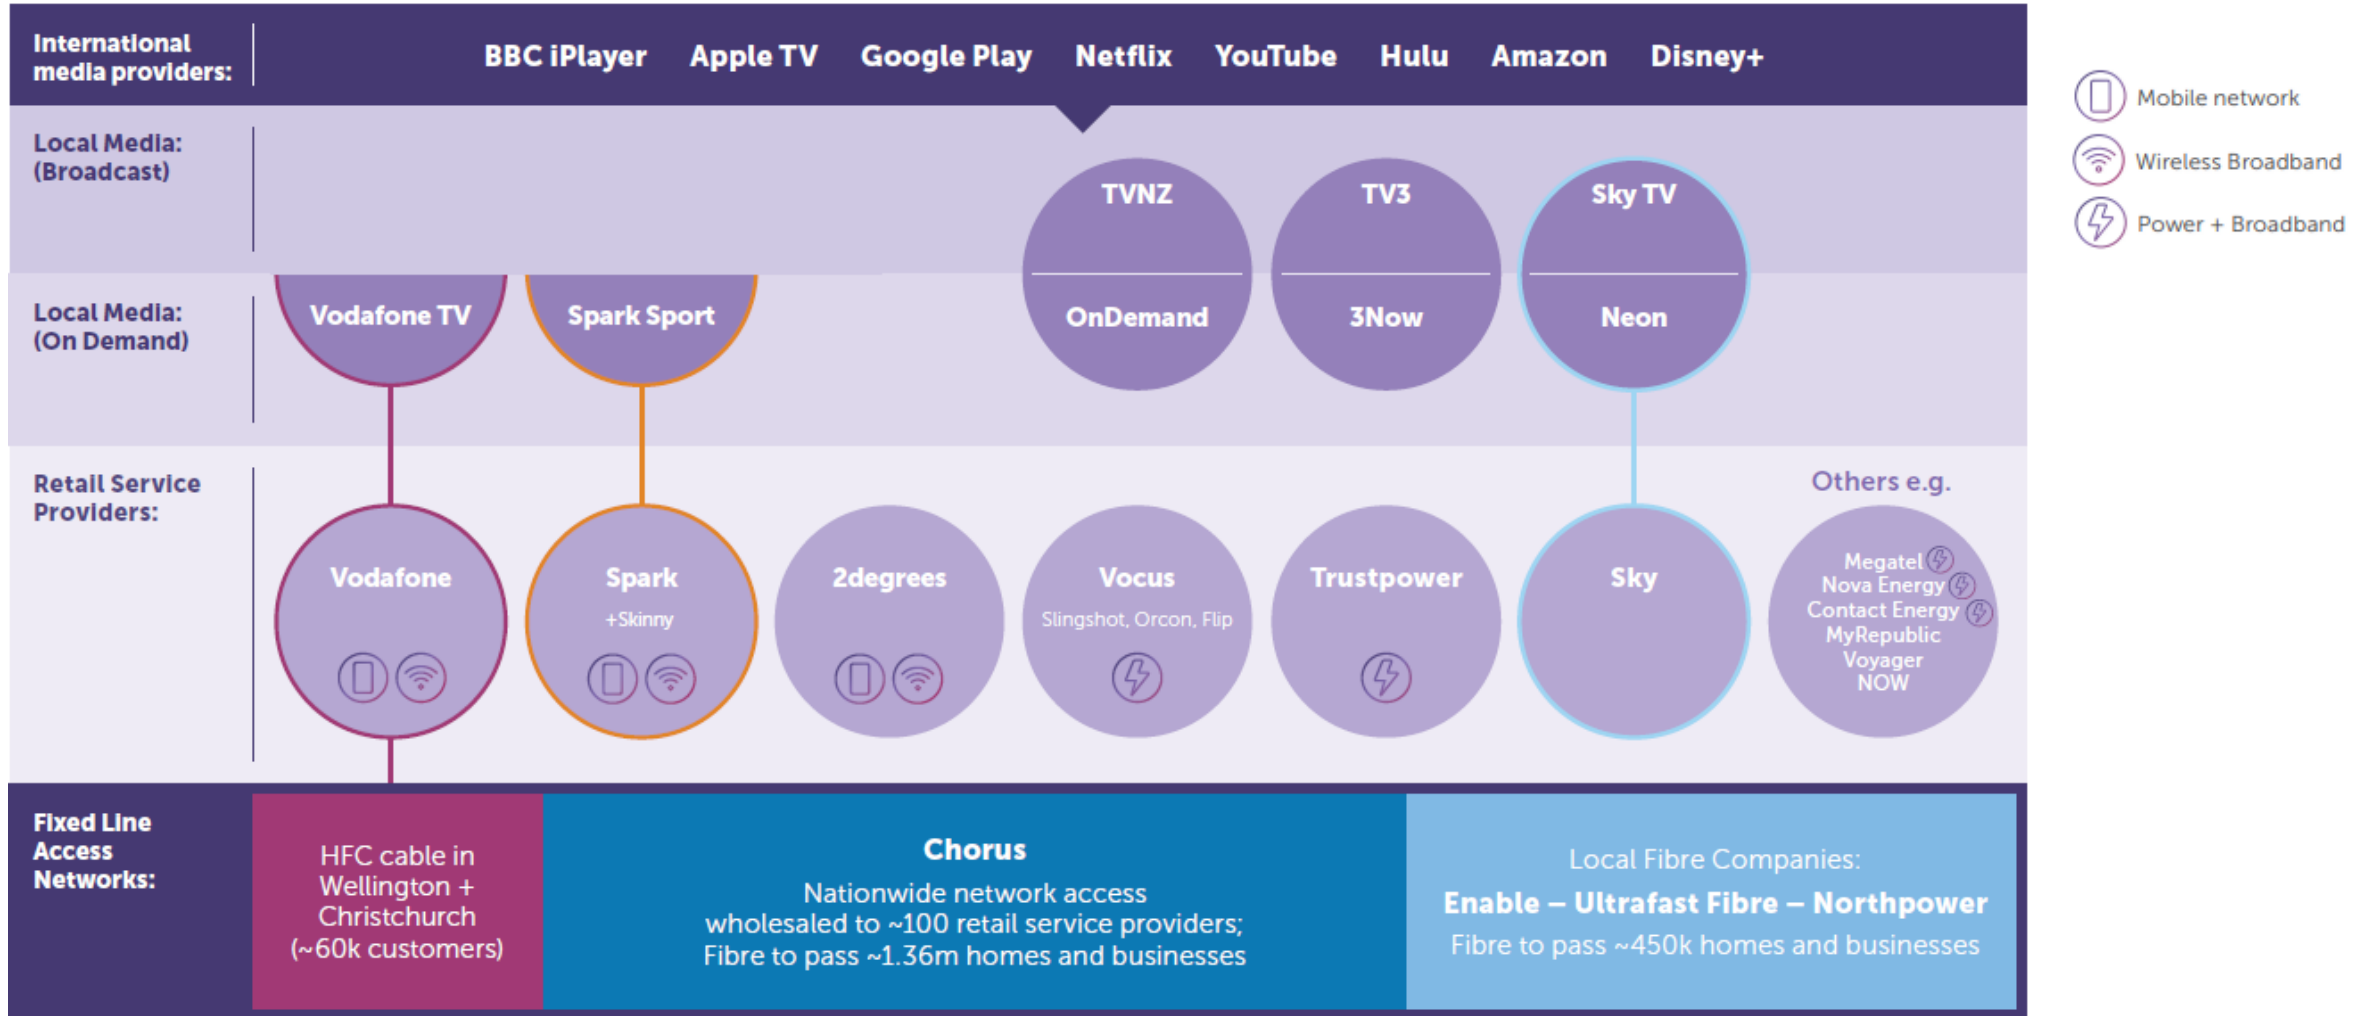 International
media providers:
BBC iPlayer Apple TV Google Play Netflix YouTube Hulu Amazon Disney+
Mobile network
Wireless Broadband
Power + Broadband
Local Media:
(Broadcast)
TVNZ
TV3
Sky TV
Local Media:
(On Demand)
Vodafone TV
Spark Sport
OnDemand
3Now
Neon
Retail Service
Providers:
Vodafone
Spark
+Skinny
2degrees
Vocus
Slingshot, Orcon, Flip
Trustpower
Sky
Others e.g.
Megatel
Nova Energy
Contact Energy
MyRepublic
Voyager
NOW
Fixed Line
Access
Networks:
HFC cable in
Wellington +
Christchurch
(~60k customers)
Chorus
Nationwide network access
wholesaled to ~100 retail service providers;
Fibre to pass ~1.36m homes and businesses
Local Fibre Companies:
Enable – Ultrafast Fibre – Northpower
Fibre to pass ~450k homes and businesses